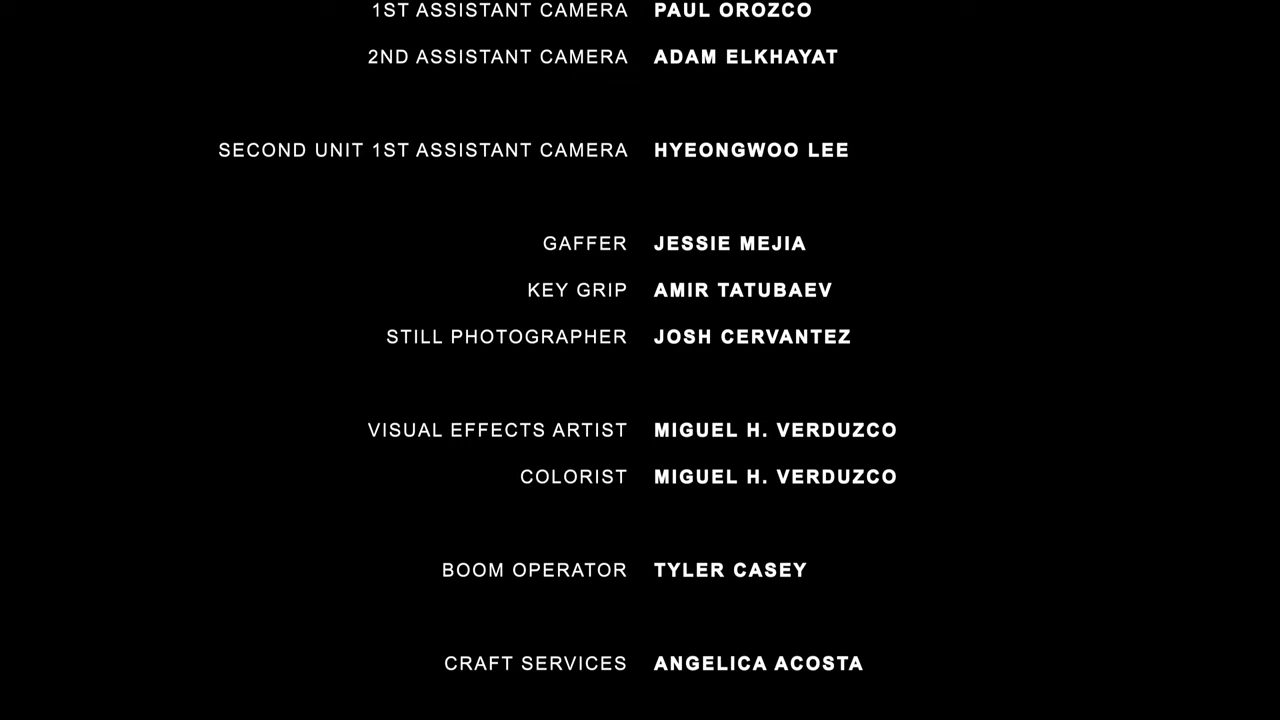 1ST ASSISTANT CAMERA PAUL OROZCO
2ND ASSISTANT CAMERA ADAM ELKHAYAT
SECOND UNIT 1ST ASSISTANT CAMERA HYEONGWOO LEE
GAFFER JESSIE MEJIA
KEY GRIP AMIR TATUBAEV
STILL PHOTOGRAPHER JOSH CERVANTEZ
VISUAL EFFECTS ARTIST MIGUEL H. VERDUZCO
COLORIST MIGUEL H. VERDUZCO
BOOM OPERATOR TYLER CASEY
CRAFT SERVICES ANGELICA ACOSTA